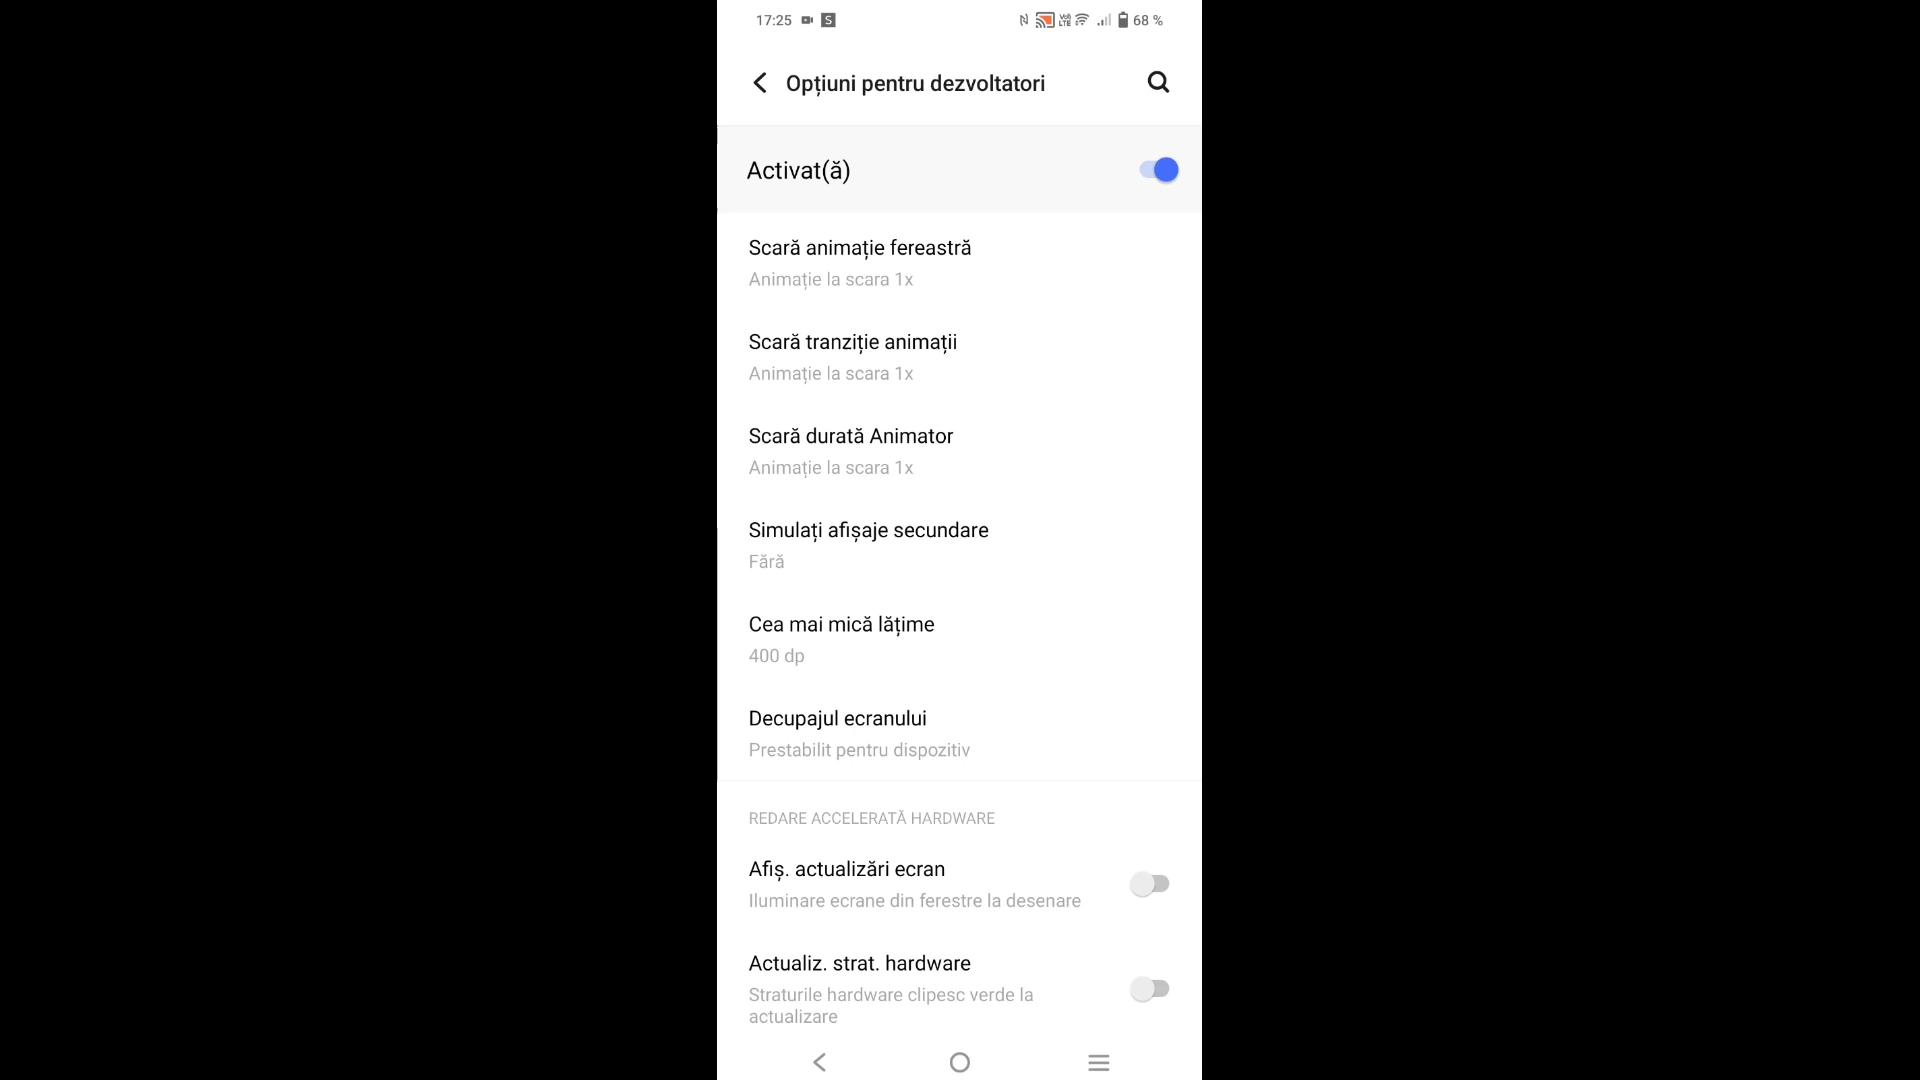 17:25 S VoD LTE 68 %
Opțiuni pentru dezvoltatori
Activat(ă)
Scară animație fereastră
Animație la scara 1x
Scară tranziție animații
Animație la scara 1x
Scară durată Animator
Animație la scara 1x
Simulați afișaje secundare
Fără
Cea mai mică lățime
400 dp
Decupajul ecranului
Prestabilit pentru dispozitiv
REDARE ACCELERATĂ HARDWARE
Afiș. actualizări ecran
Iluminare ecrane din ferestre la desenare
Actualiz. strat. hardware
Straturile hardware clipesc verde la
actualizare